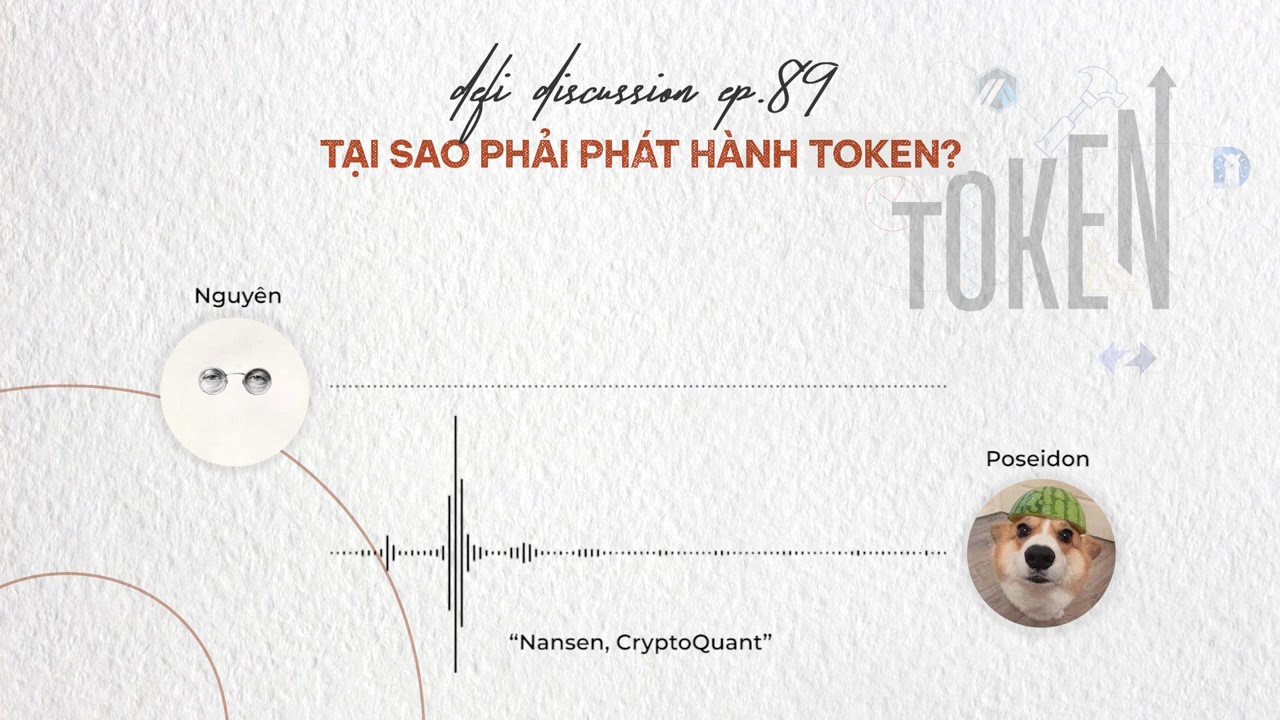 defi discussion ep.89
TẠI SAO PHẢI PHÁT HÀNH TOKEN?
TOKEN
Nguyên
Poseidon
“Nansen, CryptoQuant”